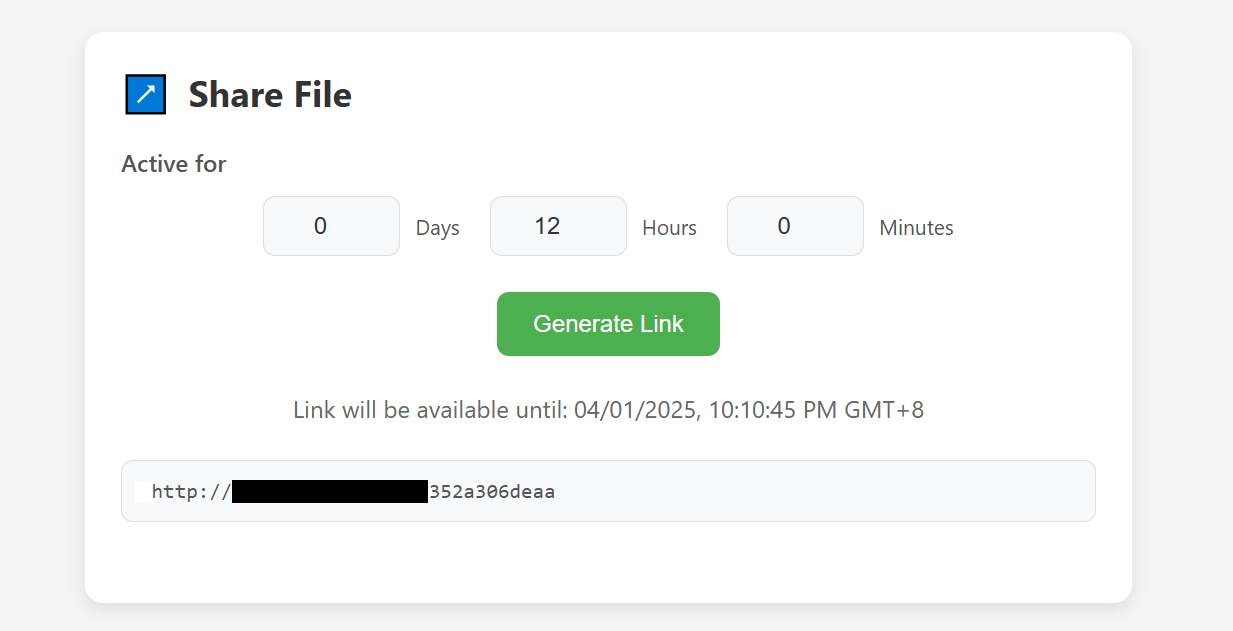 Share File
Active for
0 Days 12 Hours 0 Minutes
Generate Link
Link will be available until: 04/01/2025, 10:10:45 PM GMT+8
http:// 352a306deaa